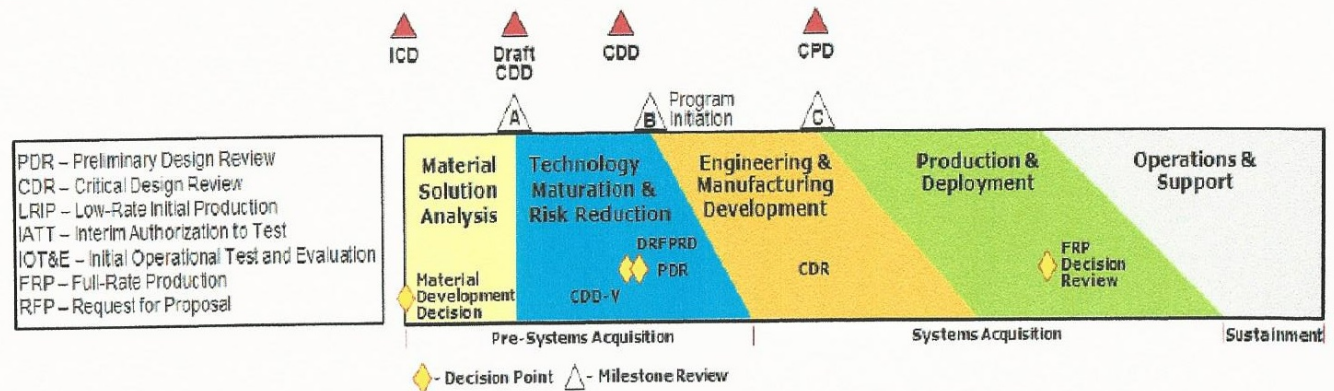 ICD
Draft
CDD
CDD
CPD
A
B
Program
Initiation
C
PDR – Preliminary Design Review
CDR – Critical Design Review
LRIP – Low-Rate Initial Production
IATT – Interim Authorization to Test
IOT&E – Initial Operational Test and Evaluation
FRP – Full-Rate Production
RFP – Request for Proposal
Material
Solution
Analysis
Technology
Maturation &
Risk Reduction
Engineering &
Manufacturing
Development
Production &
Deployment
Operations &
Support
Material
Development
Decision
DRFPRD
PDR
CDD-V
CDR
FRP
Decision
Review
Pre-Systems Acquisition
Systems Acquisition
Sustainment
- Decision Point
- Milestone Review